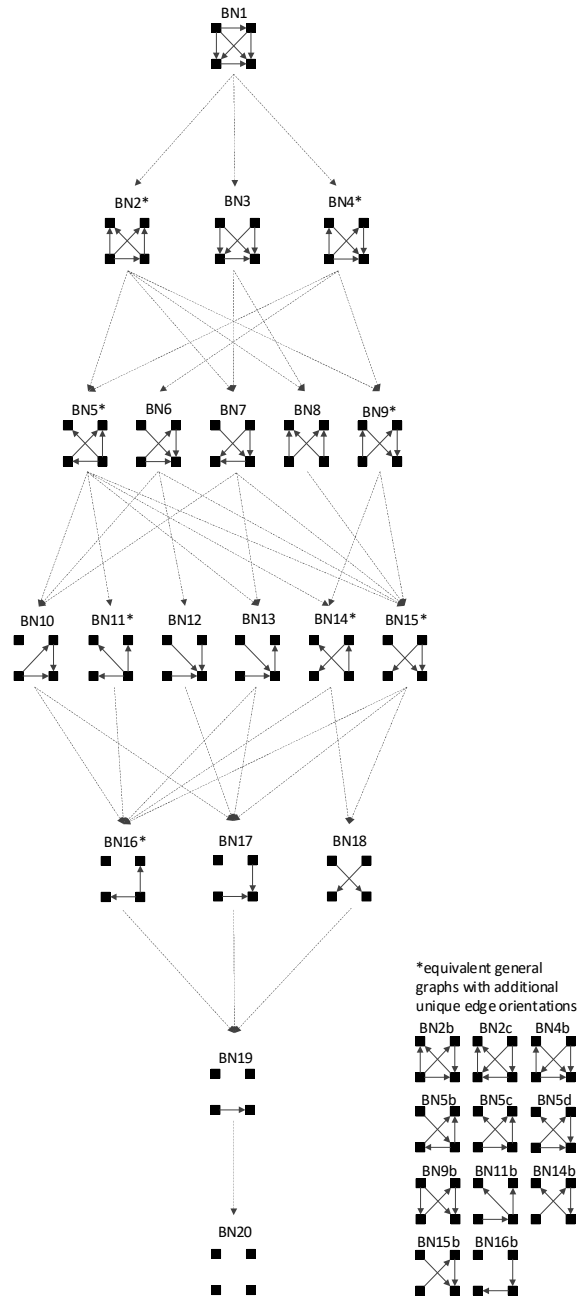 BN1
BN2*
BN3
BN4*
BN5*
BN6
BN7
BN8
BN9*
BN10
BN11*
BN12
BN13
BN14*
BN15*
BN16*
BN17
BN18
*equivalent general
graphs with additional
unique edge orientations
BN2b
BN2c
BN4b
BN19
BN5b
BN5c
BN5d
BN9b
BN11b
BN14b
BN20
BN15b
BN16b